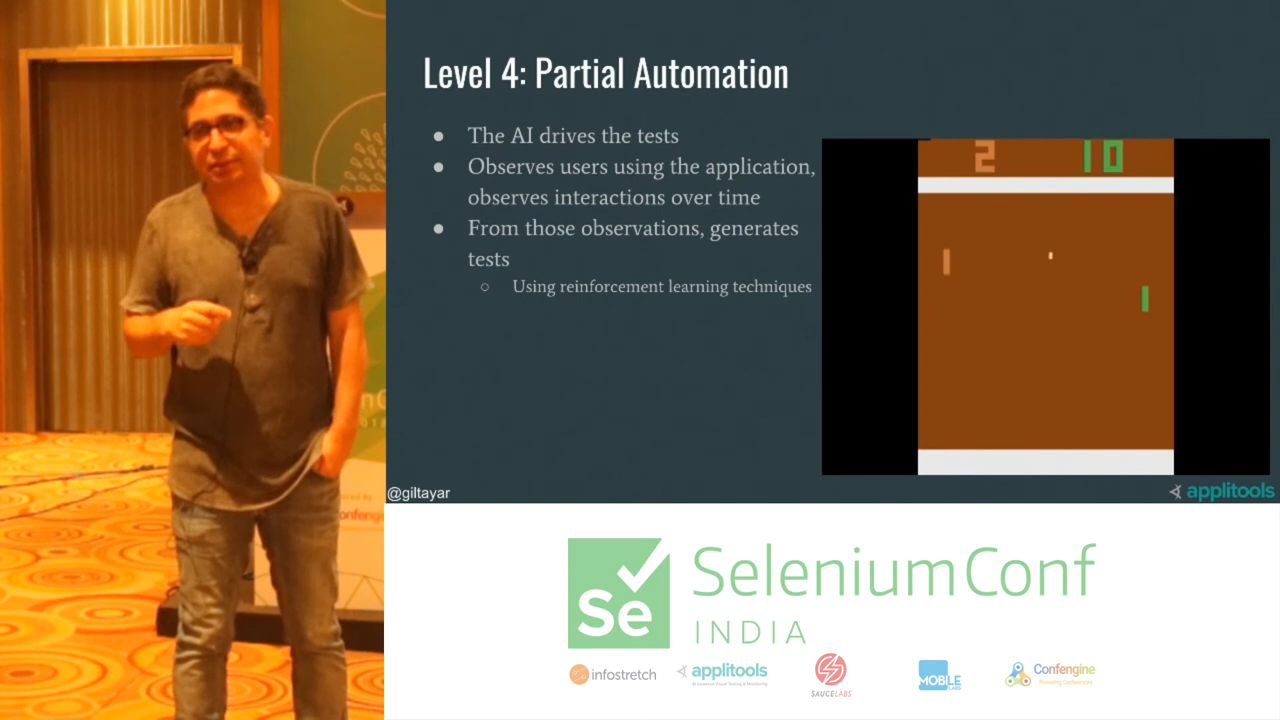 Level 4: Partial Automation
● The AI drives the tests
● Observes users using the application,
observes interactions over time
● From those observations, generates
tests
○ Using reinforcement learning techniques
2 10
@giltayar
applitools
Se
SeleniumConf
INDIA
infostretch
applitools
SAUCELABS
MOBILE
LABS
Confengine